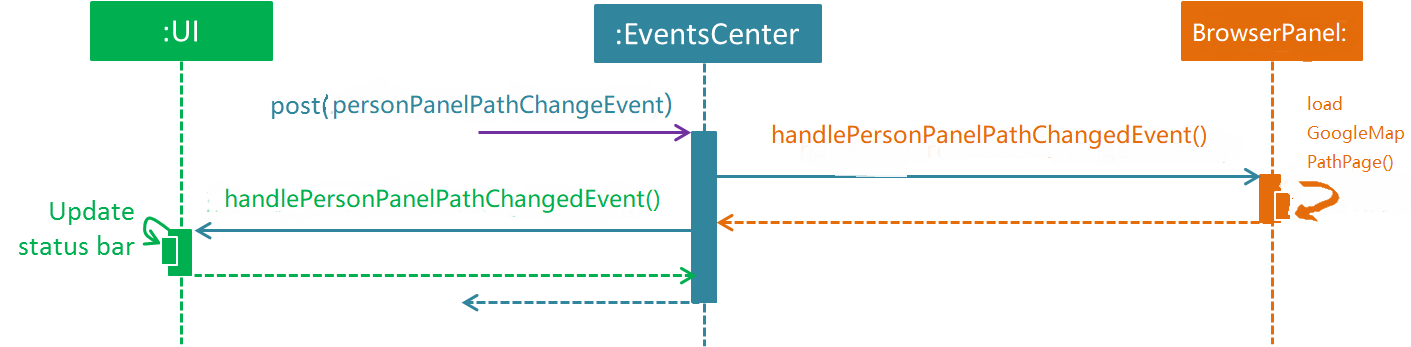 :UI
:EventsCenter
BrowserPanel:
post(personPanelPathChangeEvent)
load
GoogleMap
PathPage()
handlePersonPanelPathChangedEvent()
handlePersonPanelPathChangedEvent()
Update
status bar